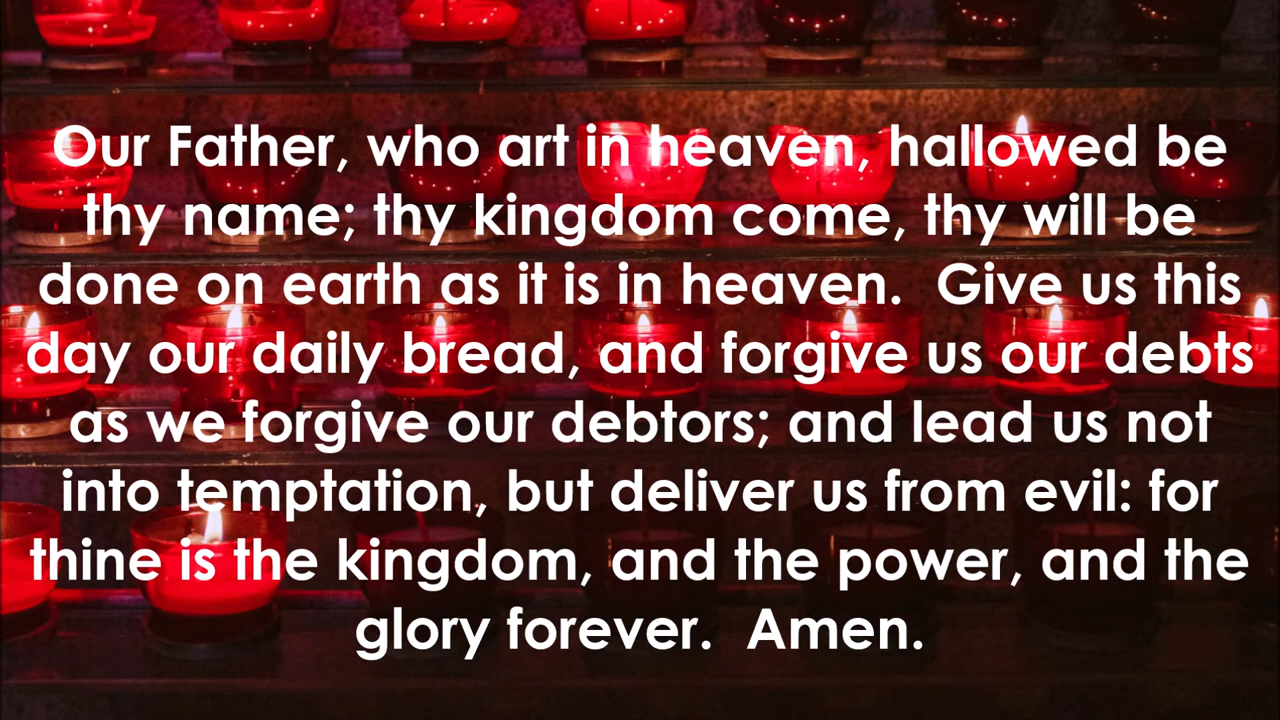 Our Father, who art in heaven, hallowed be
thy name; thy kingdom come, thy will be
done on earth as it is in heaven.  Give us this
day our daily bread, and forgive us our debts
as we forgive our debtors; and lead us not
into temptation, but deliver us from evil: for
thine is the kingdom, and the power, and the
glory forever.  Amen.